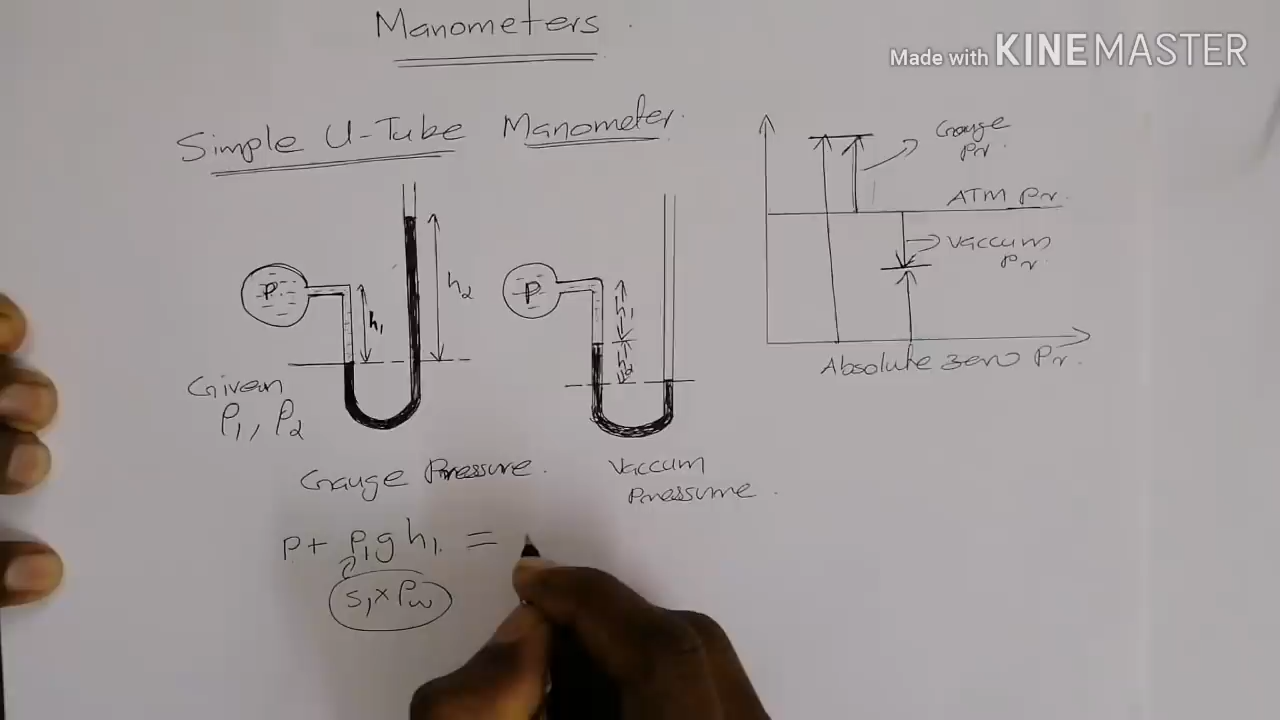 Manometers.
Made with KINEMASTER
Simple U-Tube Manometer.
Gauge
Pr.
ATM Pr.
Vaccum
Pr.
Absolute zero Pr.
P
h₁
h₂
P
h₁
h₂
Given
ρ₁, ρ₂
Gauge Pressure.
Vaccum
Pressure.
P + ρ₁gh₁. =
S₁×ρw